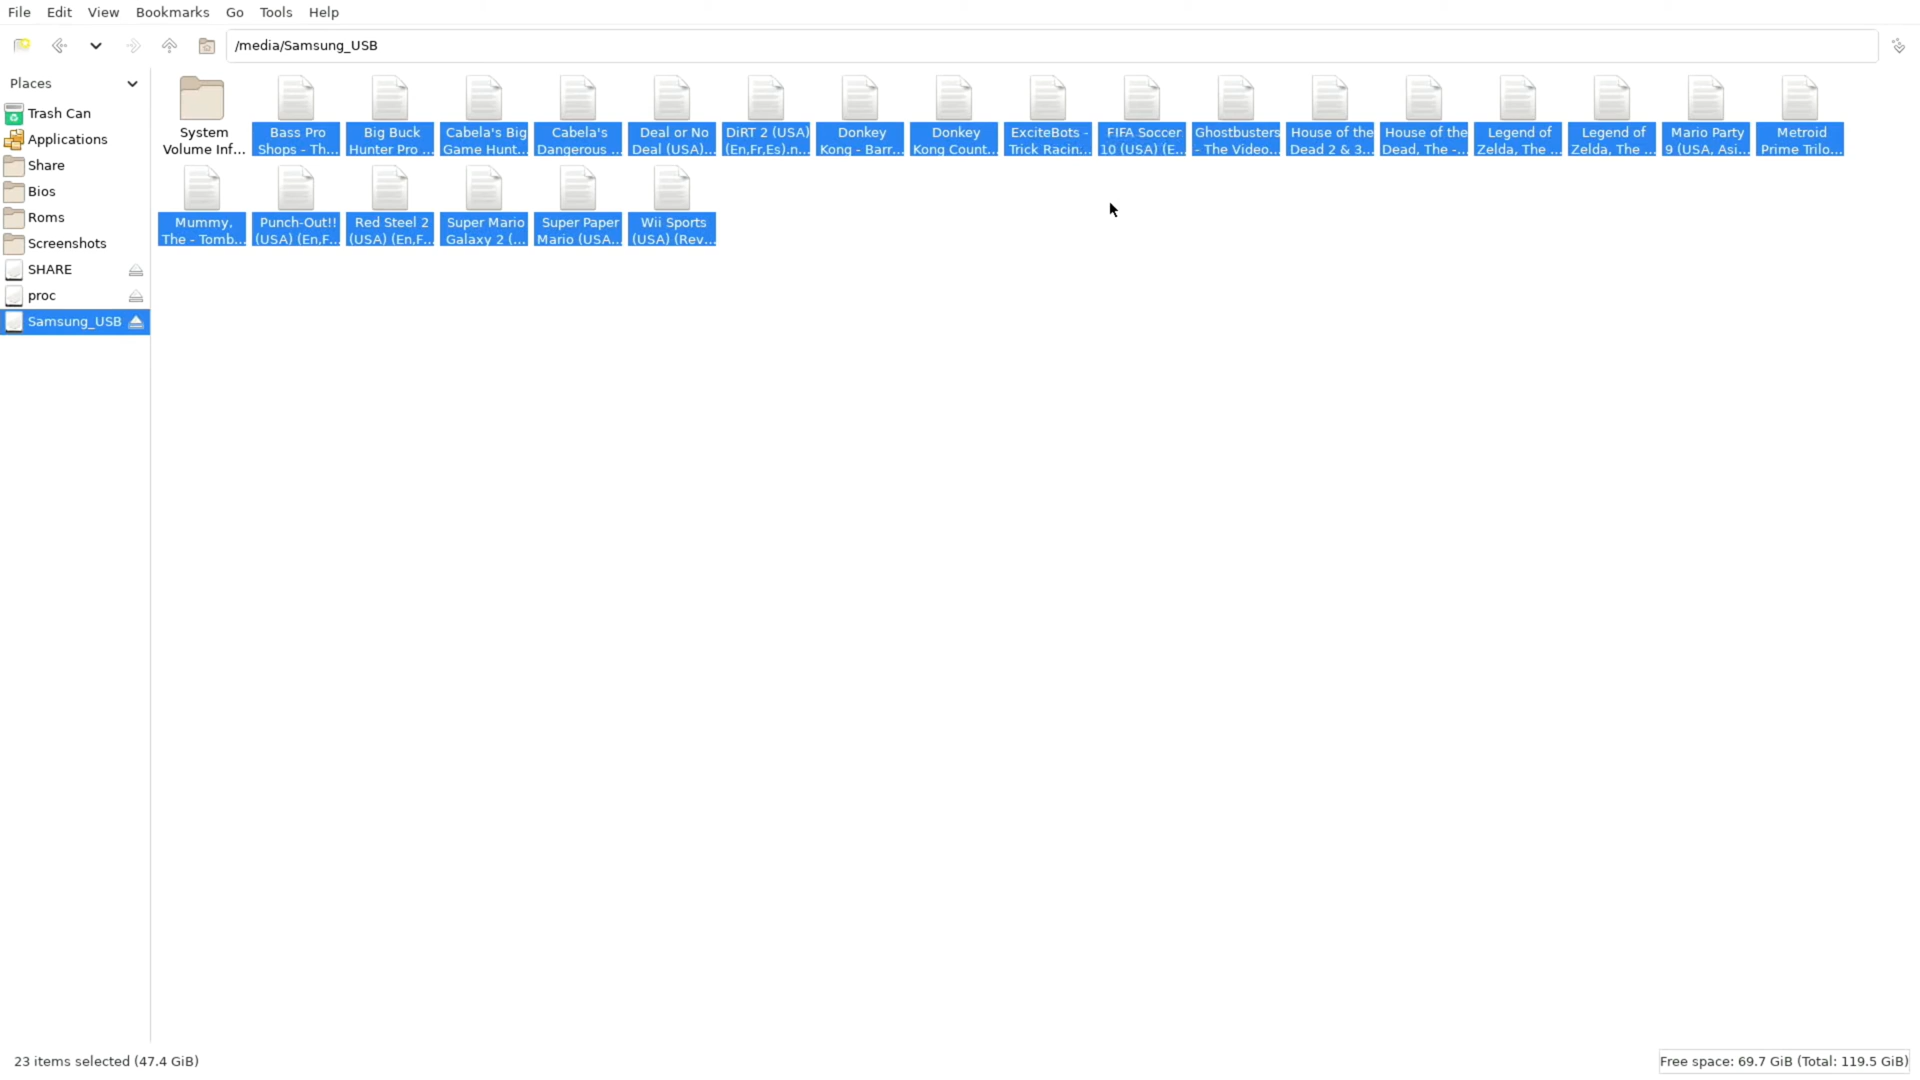 File Edit View Bookmarks Go Tools Help
/media/Samsung_USB
Places
Trash Can
Applications
Share
Bios
Roms
Screenshots
SHARE
proc
Samsung_USB
System
Volume Inf...
Bass Pro
Shops - Th...
Big Buck
Hunter Pro ...
Cabela's Big
Game Hunt...
Cabela's
Dangerous ...
Deal or No
Deal (USA)...
DiRT 2 (USA)
(En,Fr,Es).n...
Donkey
Kong - Barr...
Donkey
Kong Count...
ExciteBots -
Trick Racin...
FIFA Soccer
10 (USA) (E...
Ghostbusters
- The Video...
House of the
Dead 2 & 3...
House of the
Dead, The -...
Legend of
Zelda, The ...
Legend of
Zelda, The ...
Mario Party
9 (USA, Asi...
Metroid
Prime Trilo...
Mummy,
The - Tomb...
Punch-Out!!
(USA) (En,F...
Red Steel 2
(USA) (En,F...
Super Mario
Galaxy 2 (...
Super Paper
Mario (USA...
Wii Sports
(USA) (Rev...
23 items selected (47.4 GiB)
Free space: 69.7 GiB (Total: 119.5 GiB)